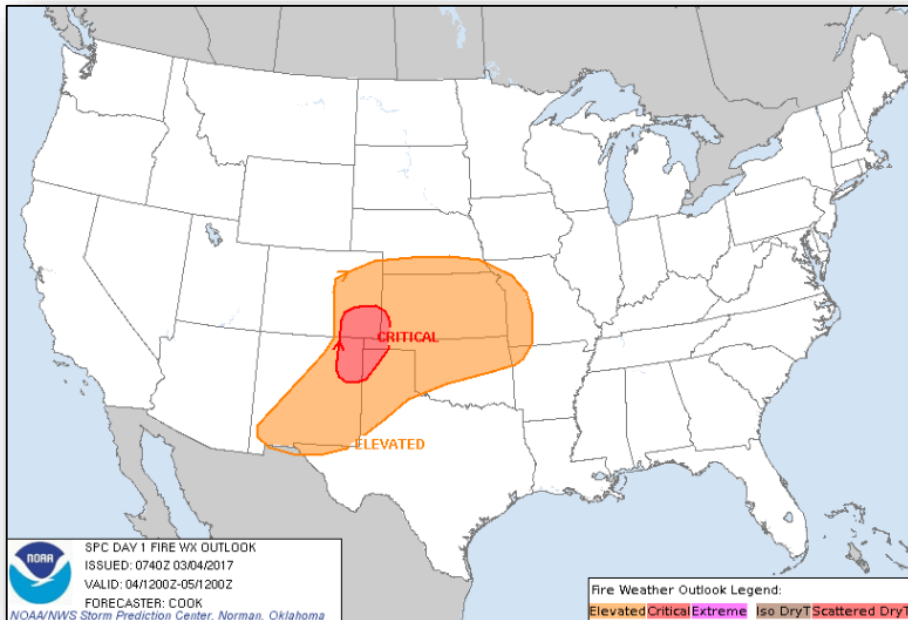 CRITICAL
ELEVATED
NOAA
SPC DAY 1 FIRE WX OUTLOOK
ISSUED: 0740Z 03/04/2017
VALID: 04/1200Z-05/1200Z
FORECASTER: COOK
NOAA/NWS Storm Prediction Center, Norman, Oklahoma
Fire Weather Outlook Legend:
Elevated Critical Extreme Iso DryT Scattered DryT